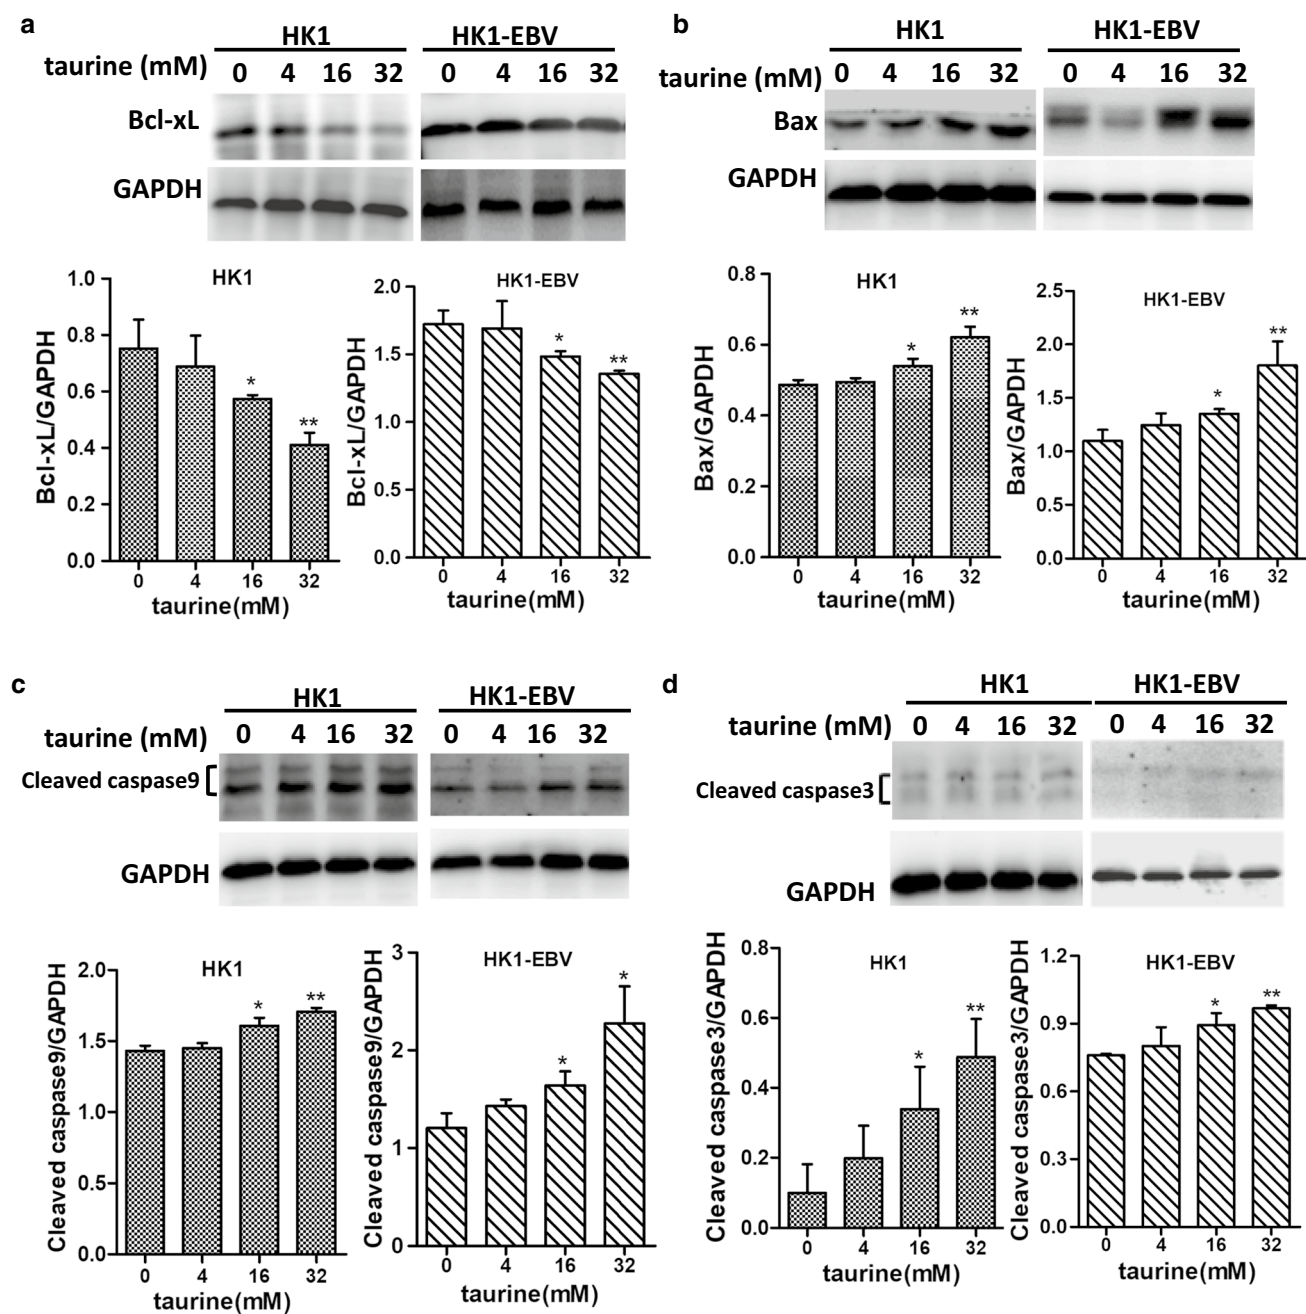 a
HK1 HK1-EBV
taurine (mM) 0 4 16 32 0 4 16 32
Bcl-xL
GAPDH
HK1
Bcl-xL/GAPDH
1.0
0.8
0.6
0.4
0.2
0.0
* **
0 4 16 32
taurine(mM)
HK1-EBV
Bcl-xL/GAPDH
2.0
1.5
1.0
0.5
0.0
* **
0 4 16 32
taurine(mM)
b
HK1 HK1-EBV
taurine (mM) 0 4 16 32 0 4 16 32
Bax
GAPDH
HK1
Bax/GAPDH
0.8
0.6
0.4
0.2
0.0
* **
0 4 16 32
taurine(mM)
HK1-EBV
Bax/GAPDH
2.5
2.0
1.5
1.0
0.5
0.0
* **
0 4 16 32
taurine(mM)
c
HK1 HK1-EBV
taurine (mM) 0 4 16 32 0 4 16 32
Cleaved caspase9
GAPDH
HK1
Cleaved caspase9/GAPDH
2.0
1.5
1.0
0.5
0.0
* **
0 4 16 32
taurine(mM)
HK1-EBV
Cleaved caspase9/GAPDH
3
2
1
0
* *
0 4 16 32
taurine(mM)
d
HK1 HK1-EBV
taurine (mM) 0 4 16 32 0 4 16 32
Cleaved caspase3
GAPDH
HK1
Cleaved caspase3/GAPDH
0.8
0.6
0.4
0.2
0.0
* **
0 4 16 32
taurine(mM)
HK1-EBV
Cleaved caspase3/GAPDH
1.2
0.9
0.6
0.3
0.0
* **
0 4 16 32
taurine(mM)